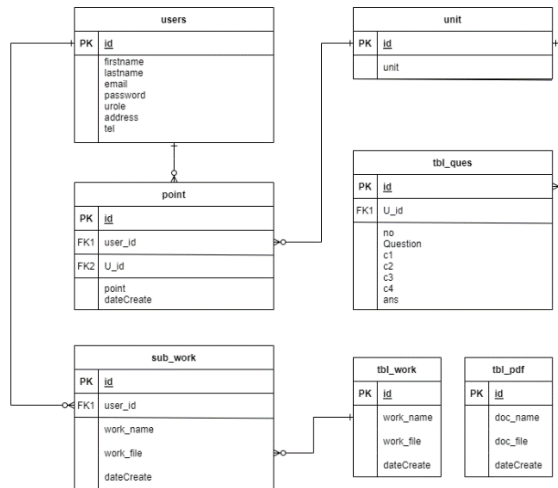 users
PK id
firstname
lastname
email
password
urole
address
tel
unit
PK id
unit
point
PK id
FK1 user_id
FK2 U_id
point
dateCreate
tbl_ques
PK id
FK1 U_id
no
Question
c1
c2
c3
c4
ans
sub_work
PK id
FK1 user_id
work_name
work_file
dateCreate
tbl_work
PK id
work_name
work_file
dateCreate
tbl_pdf
PK id
doc_name
doc_file
dateCreate